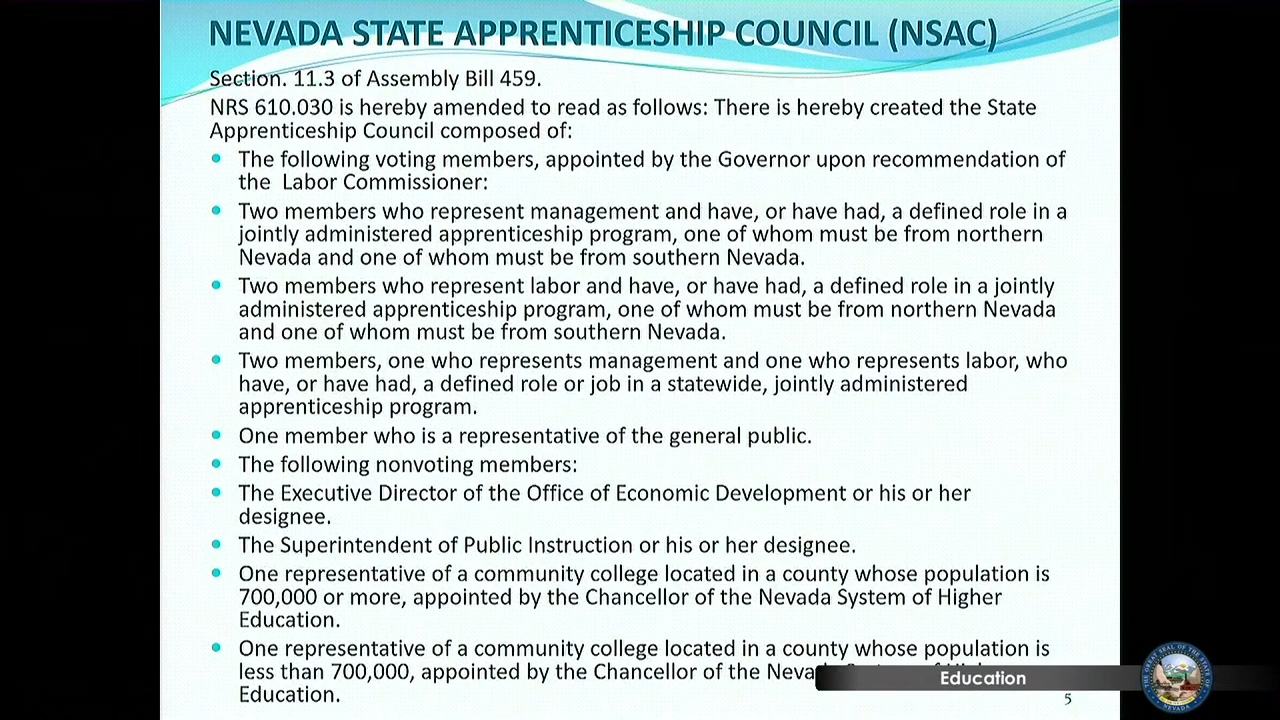 NEVADA STATE APPRENTICESHIP COUNCIL (NSAC)
Section. 11.3 of Assembly Bill 459.
NRS 610.030 is hereby amended to read as follows: There is hereby created the State
Apprenticeship Council composed of:
• The following voting members, appointed by the Governor upon recommendation of
the Labor Commissioner:
• Two members who represent management and have, or have had, a defined role in a
jointly administered apprenticeship program, one of whom must be from northern
Nevada and one of whom must be from southern Nevada.
• Two members who represent labor and have, or have had, a defined role in a jointly
administered apprenticeship program, one of whom must be from northern Nevada
and one of whom must be from southern Nevada.
• Two members, one who represents management and one who represents labor, who
have, or have had, a defined role or job in a statewide, jointly administered
apprenticeship program.
• One member who is a representative of the general public.
• The following nonvoting members:
• The Executive Director of the Office of Economic Development or his or her
designee.
• The Superintendent of Public Instruction or his or her designee.
• One representative of a community college located in a county whose population is
700,000 or more, appointed by the Chancellor of the Nevada System of Higher
Education.
• One representative of a community college located in a county whose population is
less than 700,000, appointed by the Chancellor of the
Education.
Education
5